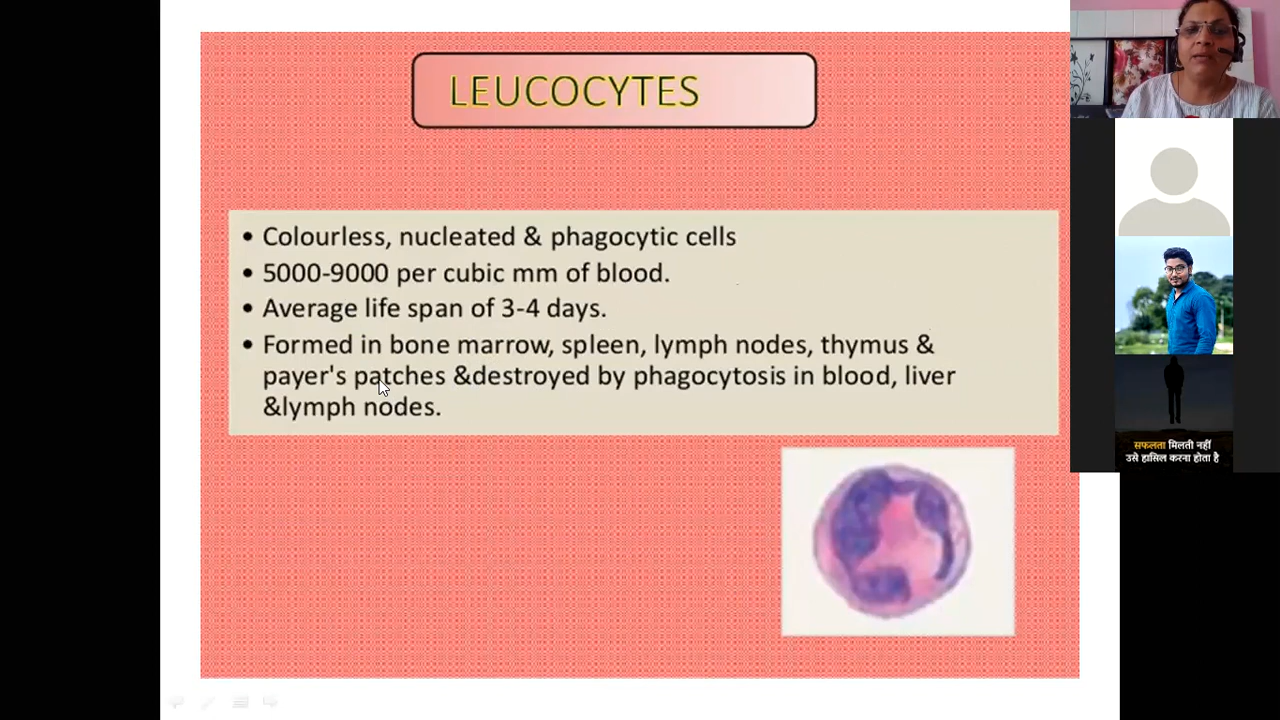 LEUCOCYTES
• Colourless, nucleated & phagocytic cells
• 5000-9000 per cubic mm of blood.
• Average life span of 3-4 days.
• Formed in bone marrow, spleen, lymph nodes, thymus &
payer's patches &destroyed by phagocytosis in blood, liver
&lymph nodes.
सफलता मिलती नहीं
उसे हासिल करना होता है